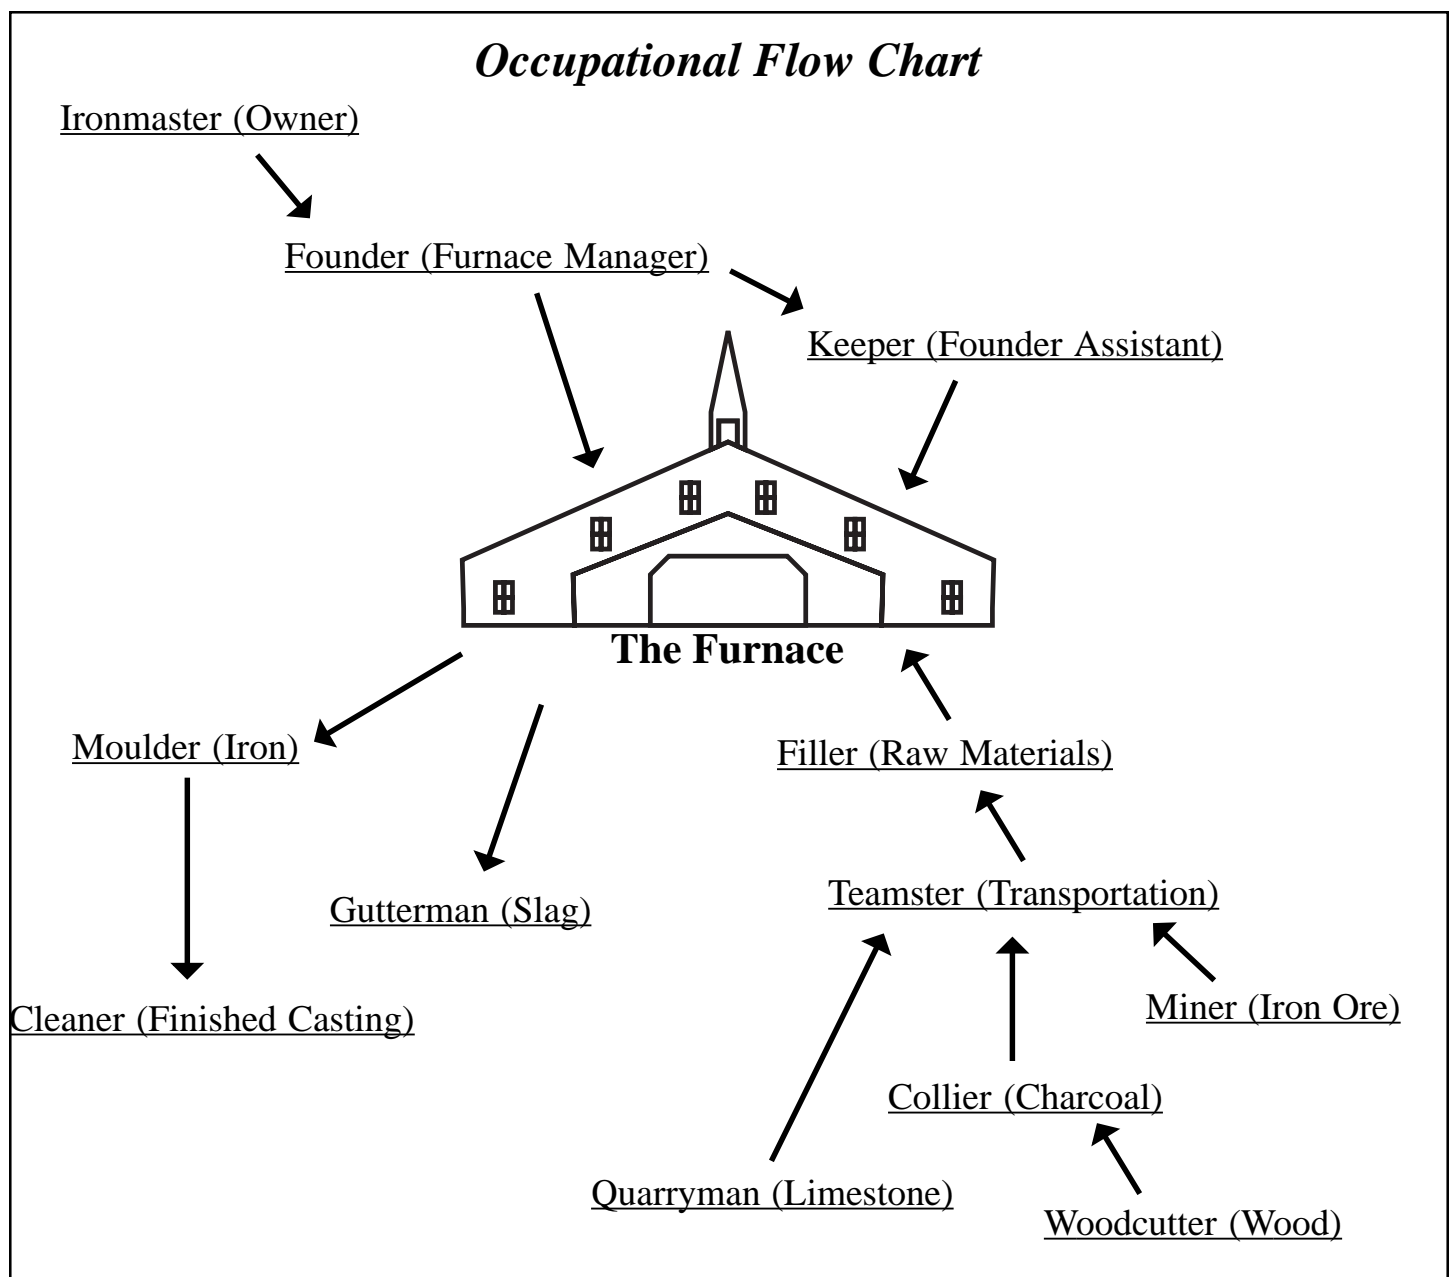 Occupational Flow Chart
Ironmaster (Owner)
Founder (Furnace Manager)
Keeper (Founder Assistant)
The Furnace
Moulder (Iron)
Filler (Raw Materials)
Teamster (Transportation)
Gutterman (Slag)
Miner (Iron Ore)
Cleaner (Finished Casting)
Collier (Charcoal)
Quarryman (Limestone)
Woodcutter (Wood)